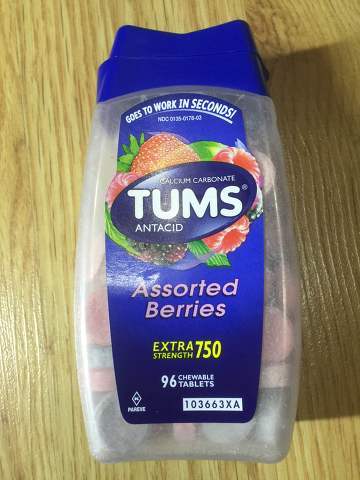 GOES TO WORK IN SECONDS!
NDC 0135-0178-02
CALCIUM CARBONATE
TUMS®
ANTACID
Assorted
Berries
EXTRA
STRENGTH 750
96 CHEWABLE
TABLETS
103663XA
PAREVE